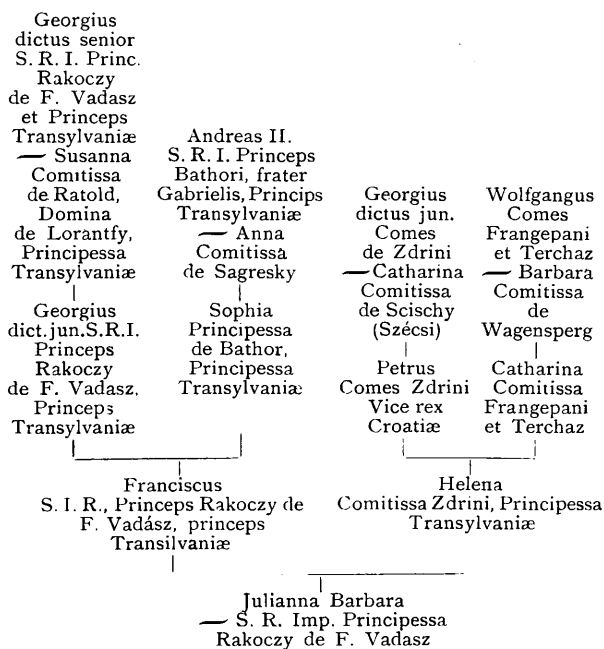 Georgius
dictus senior
S. R. I. Princ.
Rakoczy
de F. Vadasz
et Princeps
Transylvaniæ
— Susanna
Comitissa
de Ratold,
Domina
de Lorantfy,
Principessa
Transylvaniæ
Andreas II.
S. R. I. Princeps
Bathori, frater
Gabrielis, Princips
Transylvaniæ
— Anna
Comitissa
de Sagresky
Georgius
dictus jun.
Comes
de Zdrini
— Catharina
Comitissa
de Scischy
(Szécsi)
Wolfgangus
Comes
Frangepani
et Terchaz
— Barbara
Comitissa
de
Wagensperg
Georgius
dict. jun. S. R. I.
Princeps
Rakoczy
de F. Vadasz,
Princeps
Transylvaniæ
Sophia
Principessa
de Bathor,
Principessa
Transylvaniæ
Petrus
Comes Zdrini
Vice rex
Croatiæ
Catharina
Comitissa
Frangepani
et Terchaz
Franciscus
S. I. R., Princeps Rakoczy de
F. Vadász, princeps
Transilvaniæ
Helena
Comitissa Zdrini, Principessa
Transylvaniæ
Julianna Barbara
— S. R. Imp. Principessa
Rakoczy de F. Vadasz